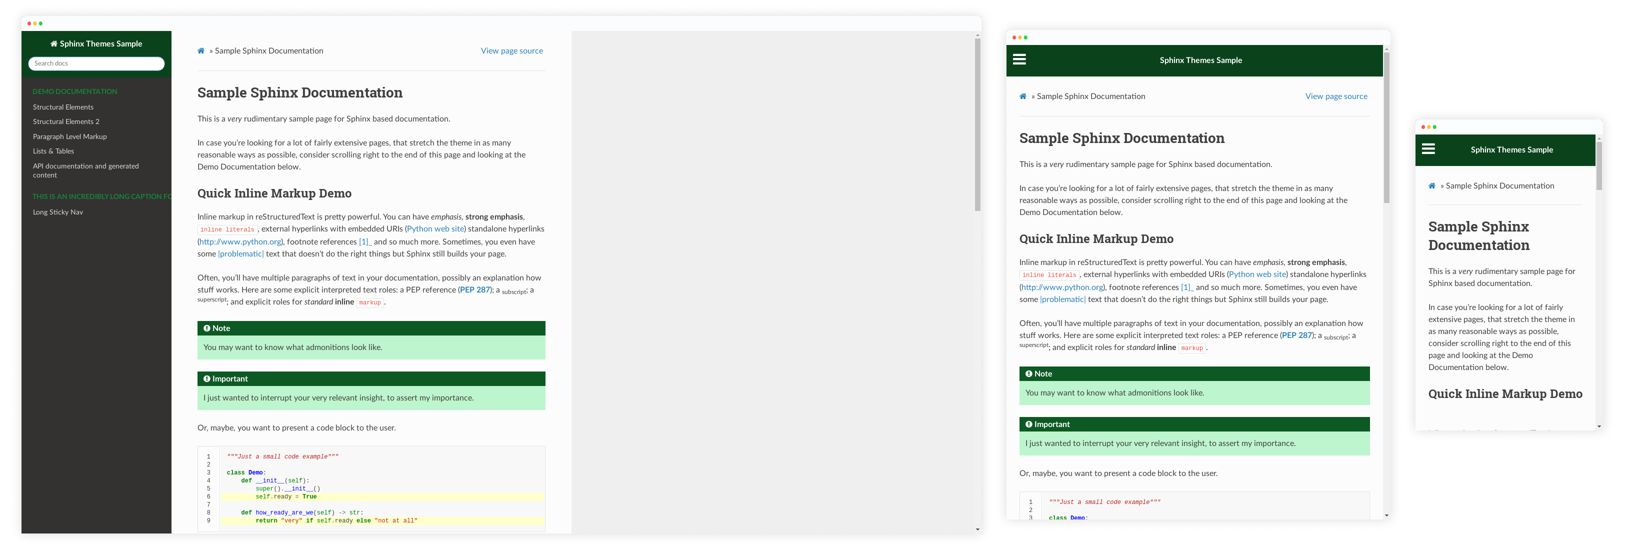 Sphinx Themes Sample
Search docs
DEMO DOCUMENTATION
Structural Elements
Structural Elements 2
Paragraph Level Markup
Lists & Tables
API documentation and generated
content
THIS IS AN INCREDIBLY LONG CAPTION FO
Long Sticky Nav
» Sample Sphinx Documentation
View page source
Sample Sphinx Documentation
This is a very rudimentary sample page for Sphinx based documentation.
In case you're looking for a lot of fairly extensive pages, that stretch the theme in as many
reasonable ways as possible, consider scrolling right to the end of this page and looking at the
Demo Documentation below.
Quick Inline Markup Demo
Inline markup in reStructuredText is pretty powerful. You can have emphasis, strong emphasis,
inline literals , external hyperlinks with embedded URIs (Python web site) standalone hyperlinks
(http://www.python.org), footnote references [1]_ and so much more. Sometimes, you even have
some |problematic| text that doesn't do the right things but Sphinx still builds your page.
Often, you'll have multiple paragraphs of text in your documentation, possibly an explanation how
stuff works. Here are some explicit interpreted text roles: a PEP reference (PEP 287); a subscript; a
superscript; and explicit roles for standard inline markup .
Note
You may want to know what admonitions look like.
Important
I just wanted to interrupt your very relevant insight, to assert my importance.
Or, maybe, you want to present a code block to the user.
1 """Just a small code example"""
2
3 class Demo:
4     def __init__(self):
5         super().__init__()
6         self.ready = True
7
8     def how_ready_are_we(self) -> str:
9         return "very" if self.ready else "not at all"
Sphinx Themes Sample
» Sample Sphinx Documentation
View page source
Sample Sphinx Documentation
This is a very rudimentary sample page for Sphinx based documentation.
In case you're looking for a lot of fairly extensive pages, that stretch the theme in as many
reasonable ways as possible, consider scrolling right to the end of this page and looking at the
Demo Documentation below.
Quick Inline Markup Demo
Inline markup in reStructuredText is pretty powerful. You can have emphasis, strong emphasis,
inline literals , external hyperlinks with embedded URIs (Python web site) standalone hyperlinks
(http://www.python.org), footnote references [1]_ and so much more. Sometimes, you even have
some |problematic| text that doesn't do the right things but Sphinx still builds your page.
Often, you'll have multiple paragraphs of text in your documentation, possibly an explanation how
stuff works. Here are some explicit interpreted text roles: a PEP reference (PEP 287); a subscript; a
superscript; and explicit roles for standard inline markup .
Note
You may want to know what admonitions look like.
Important
I just wanted to interrupt your very relevant insight, to assert my importance.
Or, maybe, you want to present a code block to the user.
1 """Just a small code example"""
2
3 class Demo:
Sphinx Themes Sample
» Sample Sphinx Documentation
Sample Sphinx
Documentation
This is a very rudimentary sample page for
Sphinx based documentation.
In case you're looking for a lot of fairly
extensive pages, that stretch the theme in
as many reasonable ways as possible,
consider scrolling right to the end of this
page and looking at the Demo
Documentation below.
Quick Inline Markup Demo